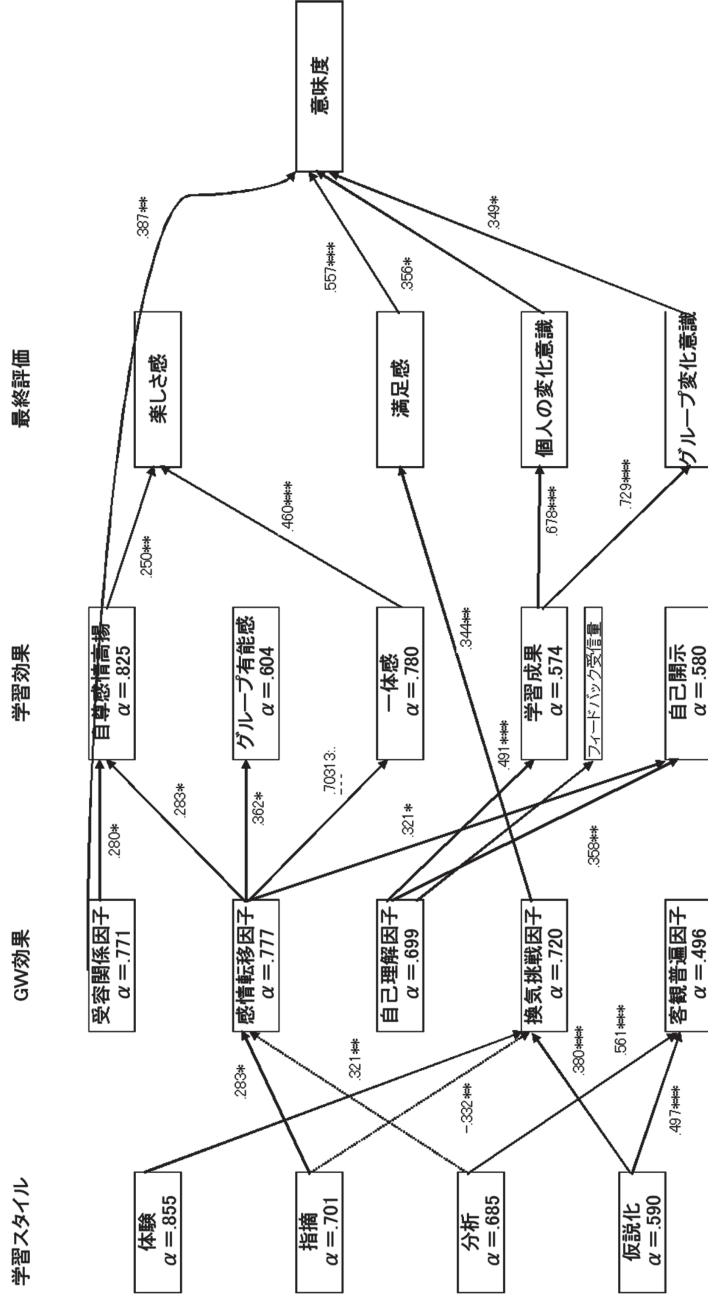 学習スタイル
GW効果
学習効果
最終評価
体験
α=.855
指摘
α=.701
分析
α=.685
仮説化
α=.590
.283*
.321**
-.332**
.380***
.561***
.497***
受容関係因子
α=.771
感情転移因子
α=.777
自己理解因子
α=.699
換気挑戦因子
α=.720
客観普遍因子
α=.496
.280*
.283*
.362*
.70313:.
.321*
.491***
.358**
.344**
自尊感情高揚
α=.825
グループ有能感
α=.604
一体感
α=.780
学習成果
α=.574
フィードバック受信量
自己開示
α=.580
.250**
.460***
.678***
.729***
楽しさ感
満足感
個人の変化意識
グループ変化意識
.387**
.557***
.356*
.349*
意味度